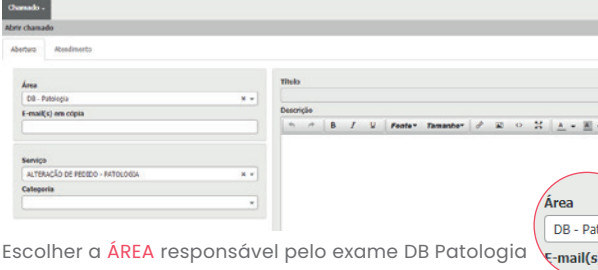 Chamado
Abrir chamado
Abertura Atendimento
Área
DB - Patologia
E-mail(s) em cópia
Serviço
ALTERAÇÃO DE PEDIDO - PATOLOGIA
Categoria
Título
Descrição
B I U Fonte Tamanho A A
Área
DB - Pat
E-mail(s
Escolher a ÁREA responsável pelo exame DB Patologia